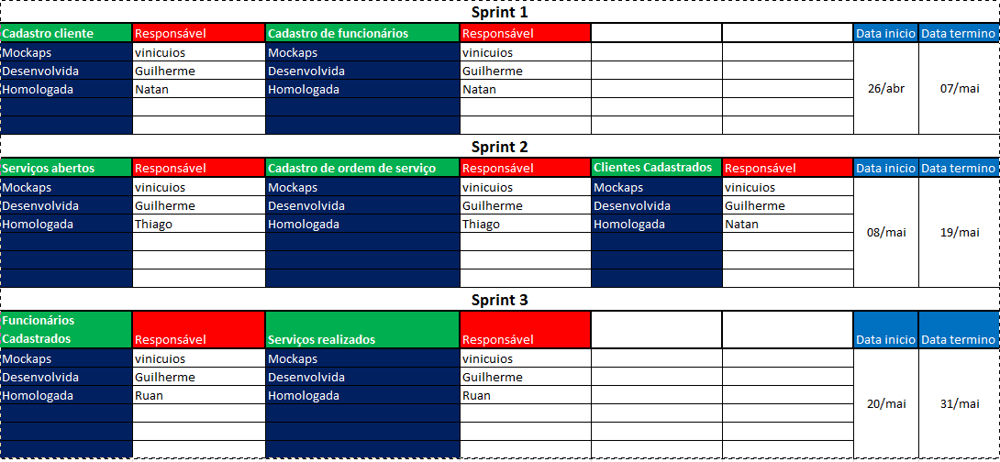 Sprint 1
Cadastro cliente Responsável Cadastro de funcionários Responsável Data inicio Data termino
Mockaps vinicuios Mockaps vinicuios
Desenvolvida Guilherme Desenvolvida Guilherme
Homologada Natan Homologada Natan 26/abr 07/mai
Sprint 2
Serviços abertos Responsável Cadastro de ordem de serviço Responsável Clientes Cadastrados Responsável Data inicio Data termino
Mockaps vinicuios Mockaps vinicuios Mockaps vinicuios
Desenvolvida Guilherme Desenvolvida Guilherme Desenvolvida Guilherme
Homologada Thiago Homologada Thiago Homologada Natan
08/mai 19/mai
Sprint 3
Funcionários
Cadastrados Responsável Serviços realizados Responsável Data inicio Data termino
Mockaps vinicuios Mockaps vinicuios
Desenvolvida Guilherme Desenvolvida Guilherme
Homologada Ruan Homologada Ruan
20/mai 31/mai